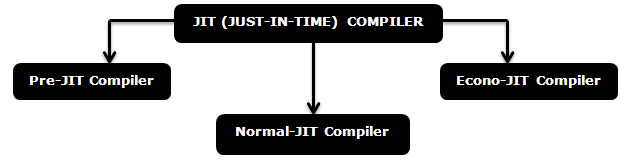 JIT (JUST-IN-TIME) COMPILER
Pre-JIT Compiler
Econo-JIT Compiler
Normal-JIT Compiler